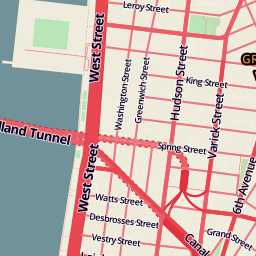 Leroy Street
West Street
Washington Street
Greenwich Street
King Street
Hudson Street
Varick Street
land Tunnel
Spring Street
West Street
6th Avenue
Watts Street
Desbrosses Street
Grand Street
Vestry Street
Canal